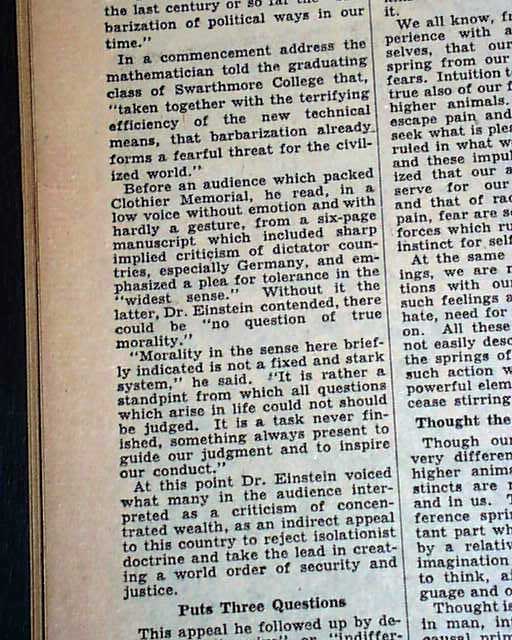 the last century or so far the
barization of political ways in our
time."
In a commencement address the
mathematician told the graduating
class of Swarthmore College that,
"taken together with the terrifying
efficiency of the new technical
means, that barbarization already
forms a fearful threat for the civil-
ized world."
Before an audience which packed
Clothier Memorial, he read, in a
low voice without emotion and with
hardly a gesture, from a six-page
manuscript which included sharp
implied criticism of dictator coun-
tries, especially Germany, and em-
phasized a plea for tolerance in the
"widest sense." Without it the
latter, Dr. Einstein contended, there
could be "no question of true
morality."
"Morality in the sense here brief-
ly indicated is not a fixed and stark
system," he said. "It is rather a
standpint from which all questions
which arise in life could not should
be judged. It is a task never fin-
ished, something always present to
guide our judgment and to inspire
our conduct."
At this point Dr. Einstein voiced
what many in the audience inter-
preted as a criticism of concen-
trated wealth, as an indirect appeal
to this country to reject isolationist
doctrine and take the lead in creat-
ing a world order of security and
justice.
Puts Three Questions
This appeal he followed up by de-
"indiffer-
it.
We all know, f
perience with a
selves, that our
spring from our
fears. Intuition t
true also of our f
higher animals.
escape pain and
seek what is plea
ruled in what w
and these impul
ized that our a
serve for our
and that of rac
pain, fear are s
forces which ru
instinct for self
At the same
ings, we are r
tions with our
such feelings a
hate, need for
on. All these
not easily desc
the springs of
such action w
powerful elem
cease stirring
Thought the
Though our
very differen
higher anima
stincts are r
and in us. T
ference sprin
tant part wh
by a relativ
imagination
to think, ai
guage and o
Thought is
in man, in